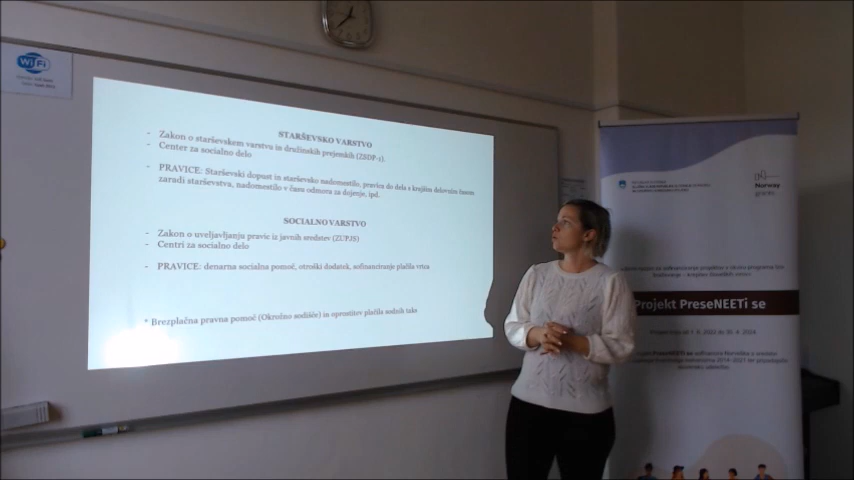 WiFi
STARŠEVSKO VARSTVO
- Zakon o starševskem varstvu in družinskih prejemkih (ZSDP-1).
- Center za socialno delo
- PRAVICE: Starševski dopust in starševsko nadomestilo, pravica do dela s krajšim delovnim časom
zaradi starševstva, nadomestilo v času odmora za dojenje, ipd.
SOCIALNO VARSTVO
- Zakon o uveljavljanju pravic iz javnih sredstev (ZUPJS)
- Centri za socialno delo
- PRAVICE: denarna socialna pomoč, otroški dodatek, sofinanciranje plačila vrtca
* Brezplačna pravna pomoč (Okrožno sodišče) in oprostitev plačila sodnih taks
Norway
grants
Projekt PreseNEETi se